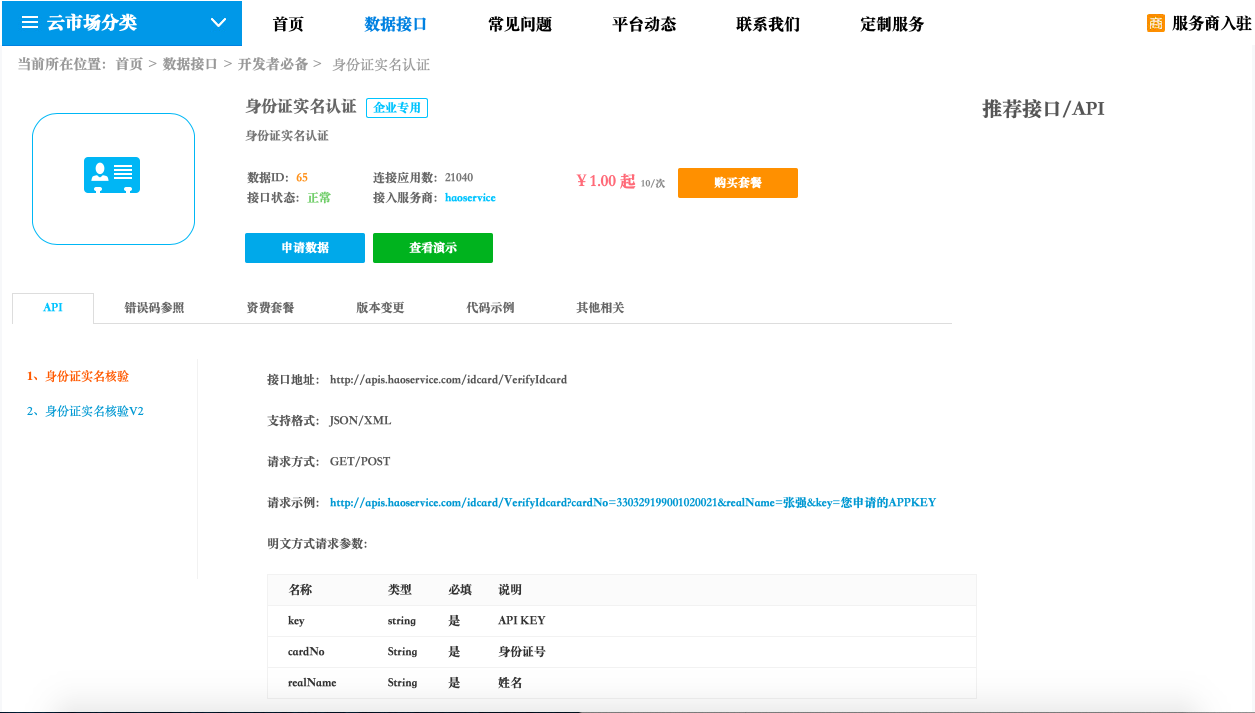 云市场分类 首页 数据接口 常见问题 平台动态 联系我们 定制服务 商 服务商入驻
当前所在位置： 首页 > 数据接口 > 开发者必备 > 身份证实名认证
身份证实名认证 企业专用
推荐接口/API
身份证实名认证
数据ID： 65 连接应用数： 21040
￥1.00 起 10/次 购买套餐
接口状态： 正常 接入服务商： haoservice
申请数据 查看演示
API 错误码参照 资费套餐 版本变更 代码示例 其他相关
1、身份证实名核验
2、身份证实名核验V2
接口地址： http://apis.haoservice.com/idcard/VerifyIdcard
支持格式： JSON/XML
请求方式： GET/POST
请求示例： http://apis.haoservice.com/idcard/VerifyIdcard?cardNo=330329199001020021&realName=张强&key=您申请的APPKEY
明文方式请求参数：
名称 类型 必填 说明
key string 是 API KEY
cardNo String 是 身份证号
realName String 是 姓名